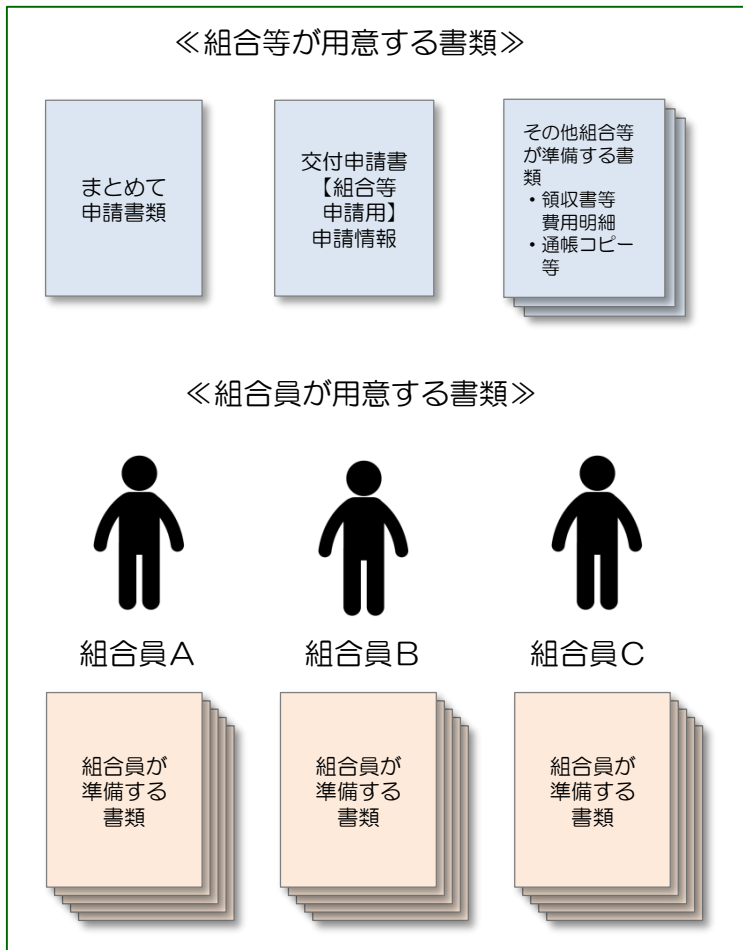 ≪組合等が用意する書類≫
まとめて
申請書類
交付申請書
【組合等
申請用】
申請情報
その他組合等
が準備する書
類
・領収書等
費用明細
・通帳コピー
等
≪組合員が用意する書類≫
組合員A
組合員B
組合員C
組合員が
準備する
書類
組合員が
準備する
書類
組合員が
準備する
書類